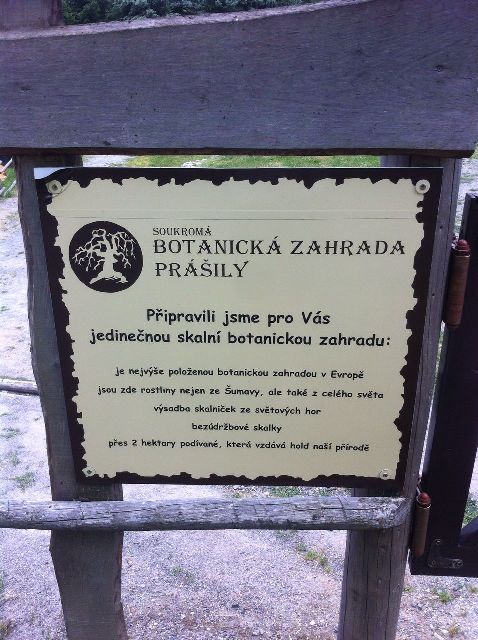 SOUKROMÁ
BOTANICKÁ ZAHRADA
PRÁŠILY
Připravili jsme pro Vás
jedinečnou skalní botanickou zahradu:
je nejvýše položenou botanickou zahradou v Evropě
jsou zde rostliny nejen ze Šumavy, ale také z celého světa
výsadba skalniček ze světových hor
bezúdržbové skalky
přes 2 hektary podívané, která vzdává hold naší přírodě